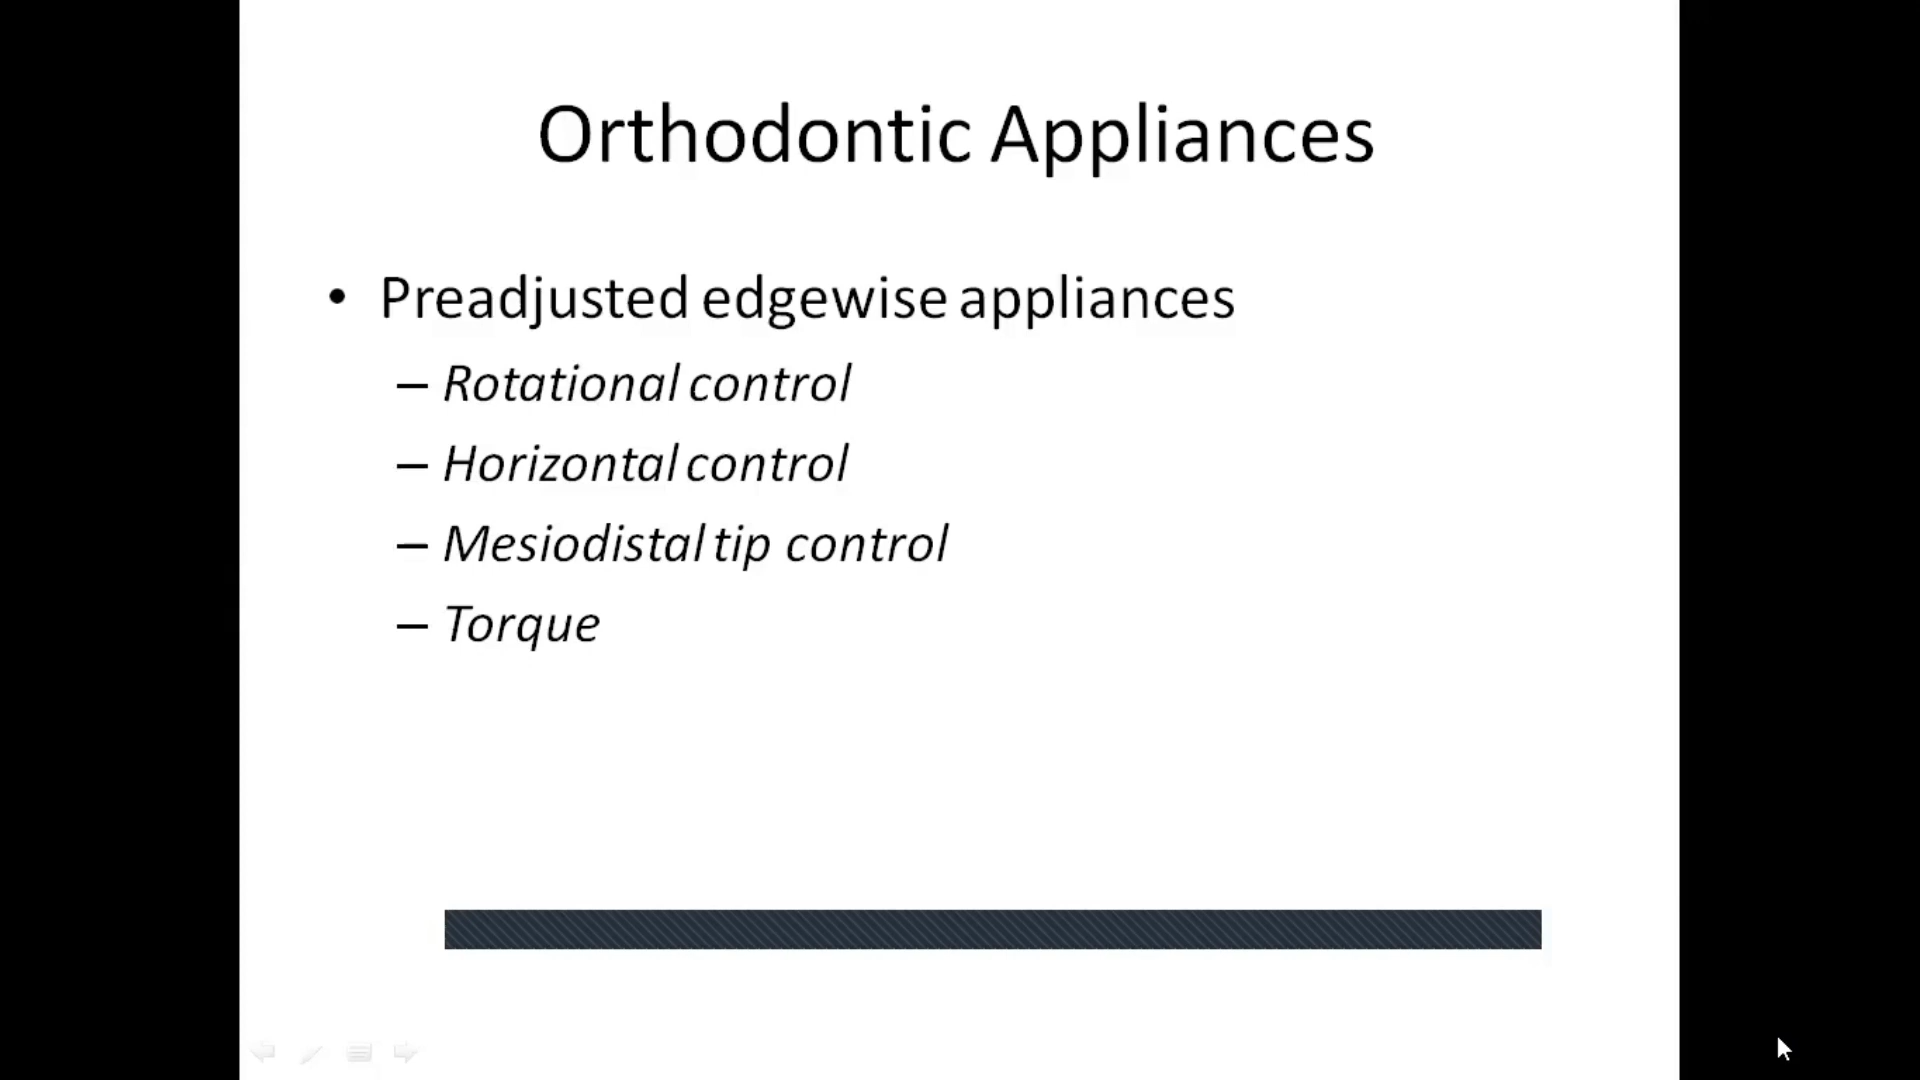 Orthodontic Appliances
• Preadjusted edgewise appliances
– Rotational control
– Horizontal control
– Mesiodistal tip control
– Torque